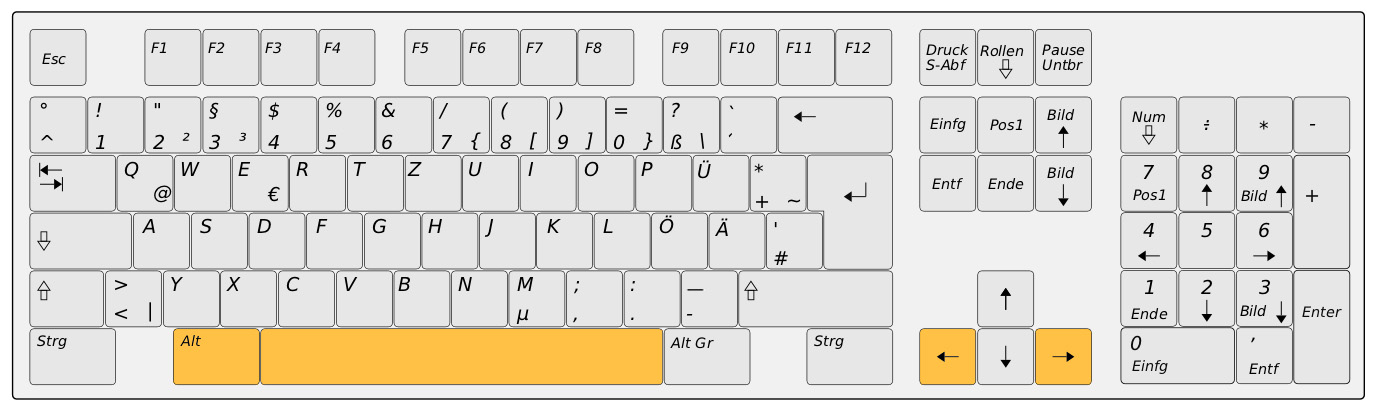 Esc F1 F2 F3 F4 F5 F6 F7 F8 F9 F10 F11 F12 Druck S-Abf Rollen ⇩ Pause Untbr
° ^ ! 1 " 2 ² § 3 ³ $ 4 % 5 & 6 / 7 { ( 8 [ ) 9 ] = 0 } ? ß \ ` ´ ← Einfg Pos1 Bild ↑ Num ⇩ ÷ * -
Q @ W E € R T Z U I O P Ü * + ~ ↵ Entf Ende Bild ↓ 7 Pos1 8 ↑ 9 Bild ↑ +
⇩ A S D F G H J K L Ö Ä ' # 4 ← 5 6 →
⇧ > < | Y X C V B N M µ ; , : . — - ⇧ ↑ 1 Ende 2 ↓ 3 Bild ↓ Enter
Strg Alt Alt Gr Strg ← ↓ → 0 Einfg , Entf